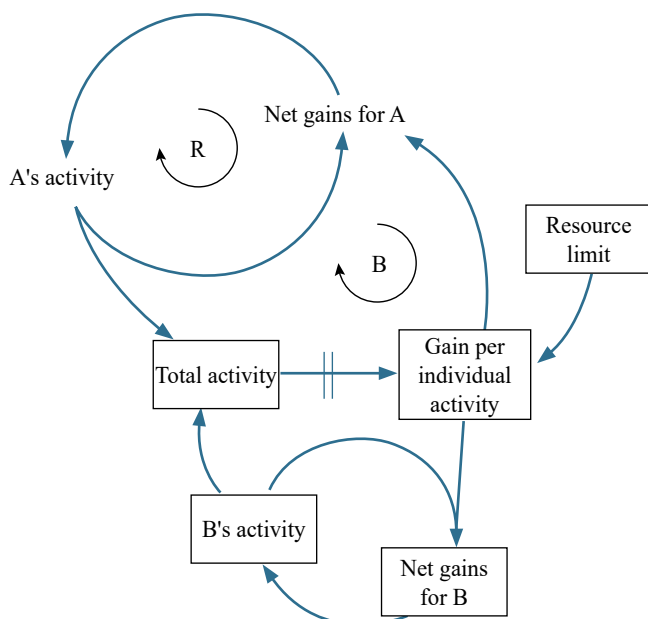 Net gains for A
R
A's activity
Resource
limit
B
Total activity
Gain per
individual
activity
B's activity
Net gains
for B